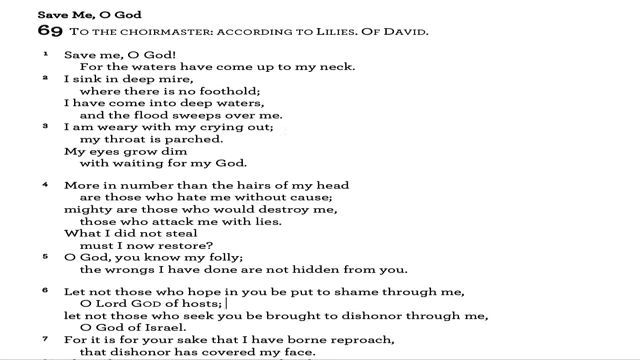 Save Me, O God
69 To the choirmaster: according to Lilies. Of David.
1 Save me, O God!
For the waters have come up to my neck.
2 I sink in deep mire,
where there is no foothold;
I have come into deep waters,
and the flood sweeps over me.
3 I am weary with my crying out;
my throat is parched.
My eyes grow dim
with waiting for my God.
4 More in number than the hairs of my head
are those who hate me without cause;
mighty are those who would destroy me,
those who attack me with lies.
What I did not steal
must I now restore?
5 O God, you know my folly;
the wrongs I have done are not hidden from you.
6 Let not those who hope in you be put to shame through me,
O Lord GOD of hosts;
let not those who seek you be brought to dishonor through me,
O God of Israel.
7 For it is for your sake that I have borne reproach,
that dishonor has covered my face.